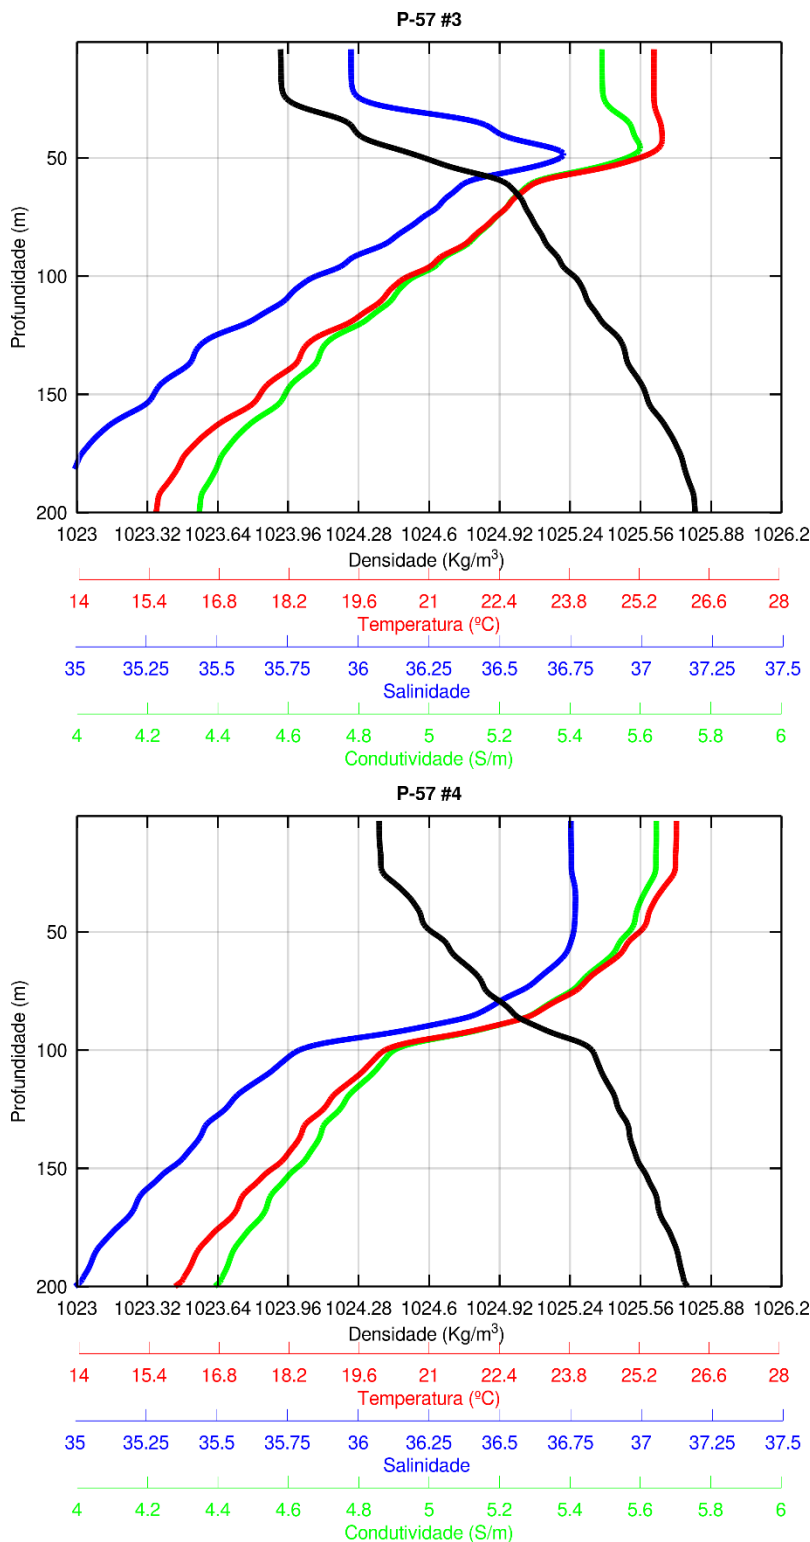 P-57 #3
50
100
150
200
Profundidade (m)
1023 1023.32 1023.64 1023.96 1024.28 1024.6 1024.92 1025.24 1025.56 1025.88 1026.2
Densidade (Kg/m³)
14 15.4 16.8 18.2 19.6 21 22.4 23.8 25.2 26.6 28
Temperatura (ºC)
35 35.25 35.5 35.75 36 36.25 36.5 36.75 37 37.25 37.5
Salinidade
4 4.2 4.4 4.6 4.8 5 5.2 5.4 5.6 5.8 6
Condutividade (S/m)
P-57 #4
50
100
150
200
Profundidade (m)
1023 1023.32 1023.64 1023.96 1024.28 1024.6 1024.92 1025.24 1025.56 1025.88 1026.2
Densidade (Kg/m³)
14 15.4 16.8 18.2 19.6 21 22.4 23.8 25.2 26.6 28
Temperatura (ºC)
35 35.25 35.5 35.75 36 36.25 36.5 36.75 37 37.25 37.5
Salinidade
4 4.2 4.4 4.6 4.8 5 5.2 5.4 5.6 5.8 6
Condutividade (S/m)